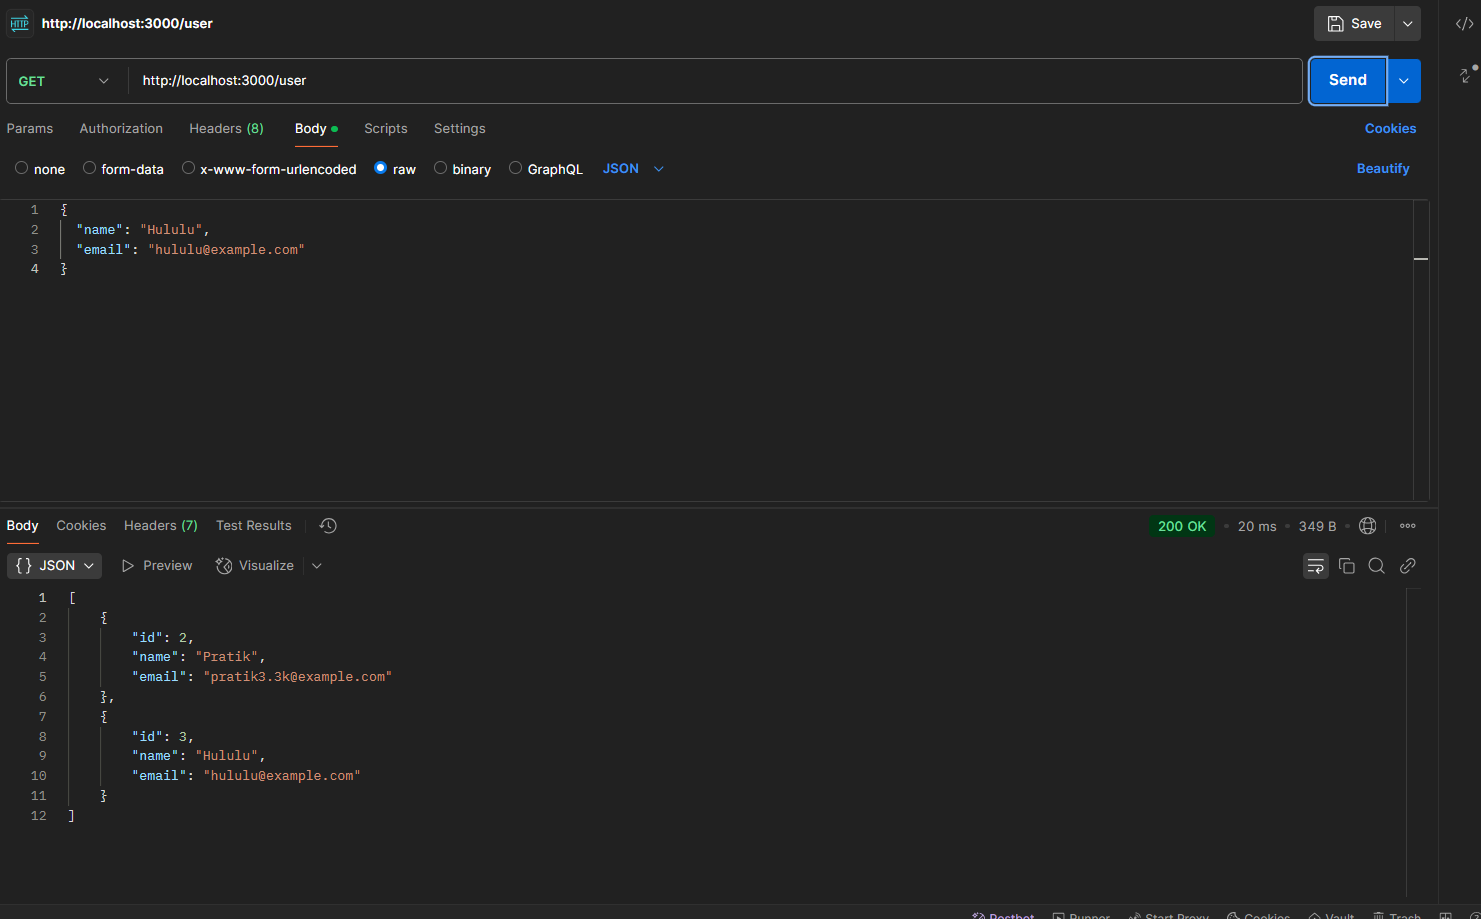 HTTP http://localhost:3000/user Save </>
GET http://localhost:3000/user Send
Params Authorization Headers (8) Body Scripts Settings Cookies
none form-data x-www-form-urlencoded raw binary GraphQL JSON Beautify
1 {
2 "name": "Hululu",
3 "email": "hululu@example.com"
4 }
Body Cookies Headers (7) Test Results 200 OK 20 ms 349 B
{} JSON Preview Visualize
1 [
2 {
3 "id": 2,
4 "name": "Pratik",
5 "email": "pratik3.3k@example.com"
6 },
7 {
8 "id": 3,
9 "name": "Hululu",
10 "email": "hululu@example.com"
11 }
12 ]
Postbot Runner Start Proxy Cookies Vault Trash